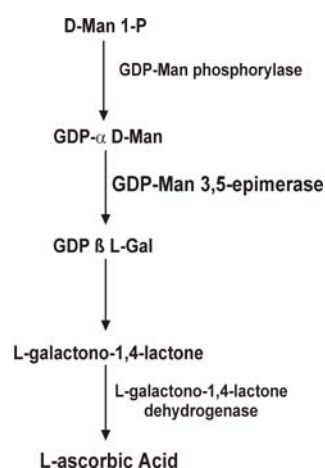 D-Man 1-P
GDP-Man phosphorylase
GDP-α D-Man
GDP-Man 3,5-epimerase
GDP ß L-Gal
L-galactono-1,4-lactone
L-galactono-1,4-lactone
dehydrogenase
L-ascorbic Acid